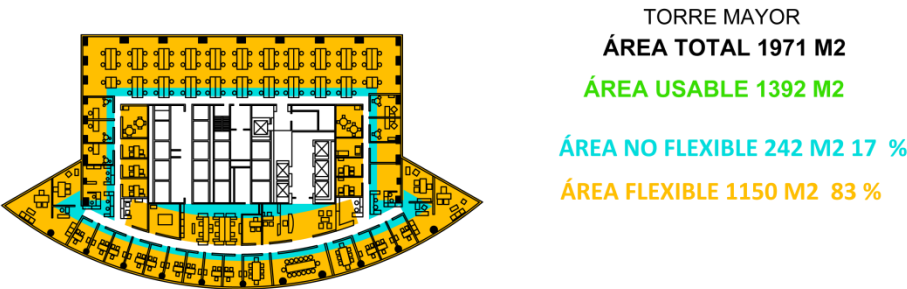 TORRE MAYOR
ÁREA TOTAL 1971 M2
ÁREA USABLE 1392 M2
ÁREA NO FLEXIBLE 242 M2 17 %
ÁREA FLEXIBLE 1150 M2 83 %